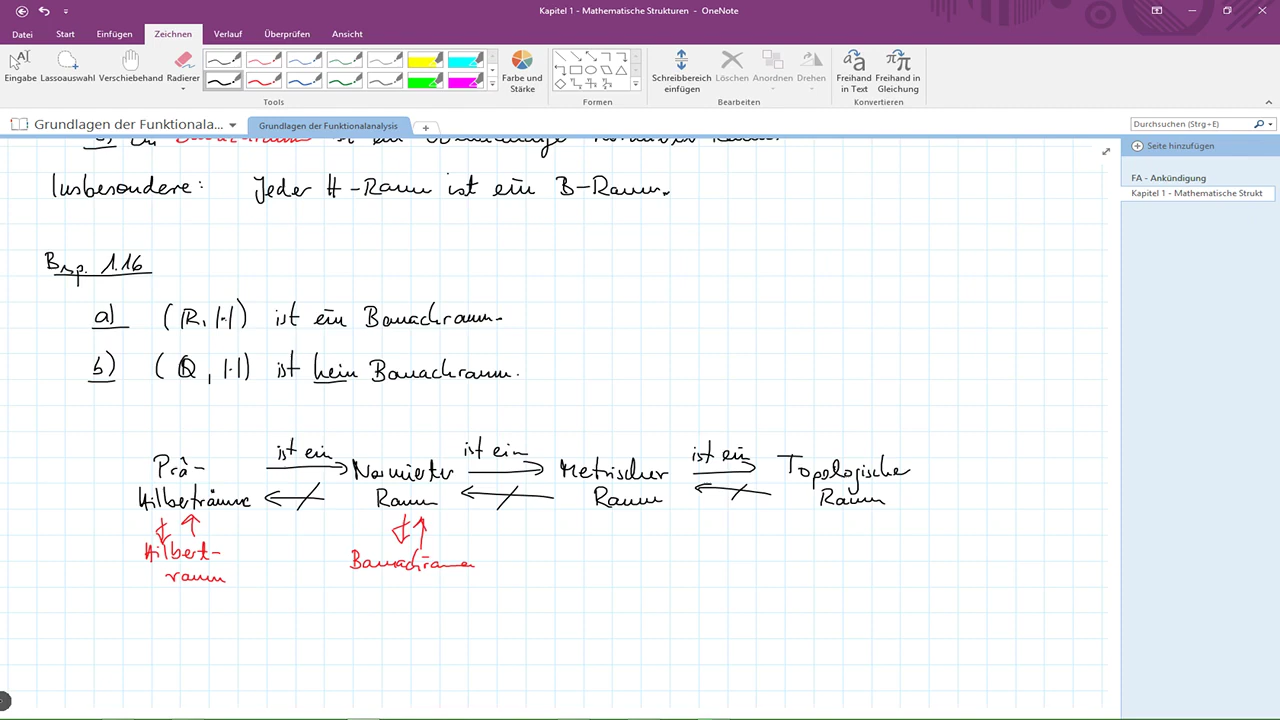 Kapitel 1 - Mathematische Strukturen - OneNote
Datei Start Einfügen Zeichnen Verlauf Überprüfen Ansicht
Eingabe Lassoauswahl Verschiebehand Radierer Farbe und Stärke Schreibbereich einfügen Löschen Anordnen Drehen Freihand in Text Freihand in Gleichung
Tools Formen Bearbeiten Konvertieren
Grundlagen der Funktionala... Grundlagen der Funktionalanalysis Durchsuchen (Strg+E)
Seite hinzufügen
FA - Ankündigung
Kapitel 1 - Mathematische Strukt
Insbesondere: Jeder H-Raum ist ein B-Raum.
Bsp. 1.16
a) (ℝ, |·|) ist ein Banachraum.
b) (ℚ, |·|) ist kein Banachraum.
ist ein ist ein ist ein
Prä- Normierter Metrischer Topologische
Hilberträume Raum Raum Raum
Hilbert- Banachräume
raum